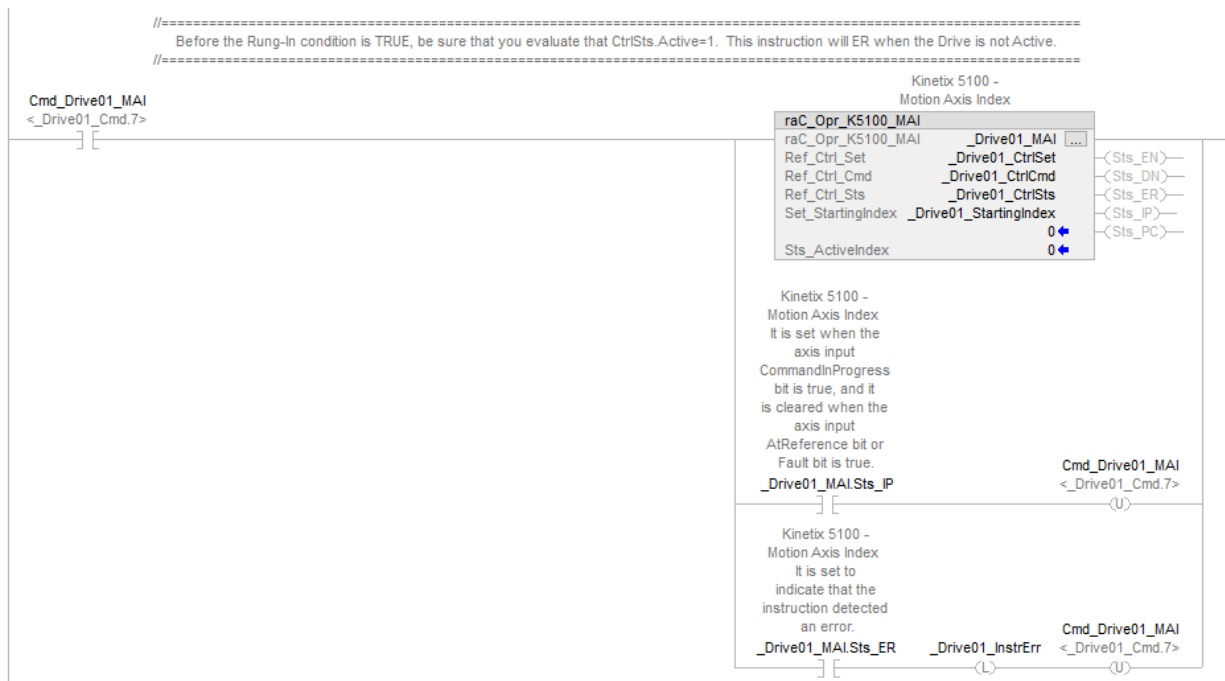 //=====================================================================================================
Before the Rung-In condition is TRUE, be sure that you evaluate that CtrlSts.Active=1.  This instruction will ER when the Drive is not Active.
//=====================================================================================================
Cmd_Drive01_MAI
<_Drive01_Cmd.7>
Kinetix 5100 -
Motion Axis Index
raC_Opr_K5100_MAI
raC_Opr_K5100_MAI _Drive01_MAI ...
Ref_Ctrl_Set _Drive01_CtrlSet (Sts_EN)
Ref_Ctrl_Cmd _Drive01_CtrlCmd (Sts_DN)
Ref_Ctrl_Sts _Drive01_CtrlSts (Sts_ER)
Set_StartingIndex _Drive01_StartingIndex (Sts_IP)
0 (Sts_PC)
Sts_ActiveIndex 0
Kinetix 5100 -
Motion Axis Index
It is set when the
axis input
CommandInProgress
bit is true, and it
is cleared when the
axis input
AtReference bit or
Fault bit is true.
_Drive01_MAI.Sts_IP
Cmd_Drive01_MAI
<_Drive01_Cmd.7>
(U)
Kinetix 5100 -
Motion Axis Index
It is set to
indicate that the
instruction detected
an error.
_Drive01_MAI.Sts_ER
_Drive01_InstrErr
(L)
Cmd_Drive01_MAI
<_Drive01_Cmd.7>
(U)